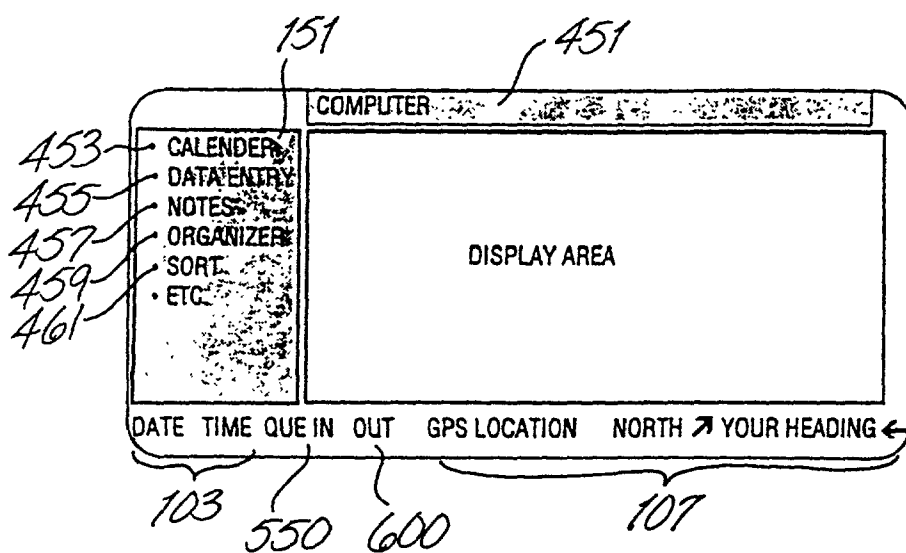 151
451
COMPUTER
453 • CALENDER
455 • DATA ENTRY
457 • NOTES
459 • ORGANIZER
461 • SORT
• ETC.
DISPLAY AREA
DATE TIME QUE IN OUT GPS LOCATION NORTH ↗ YOUR HEADING ←
103 550 600 107